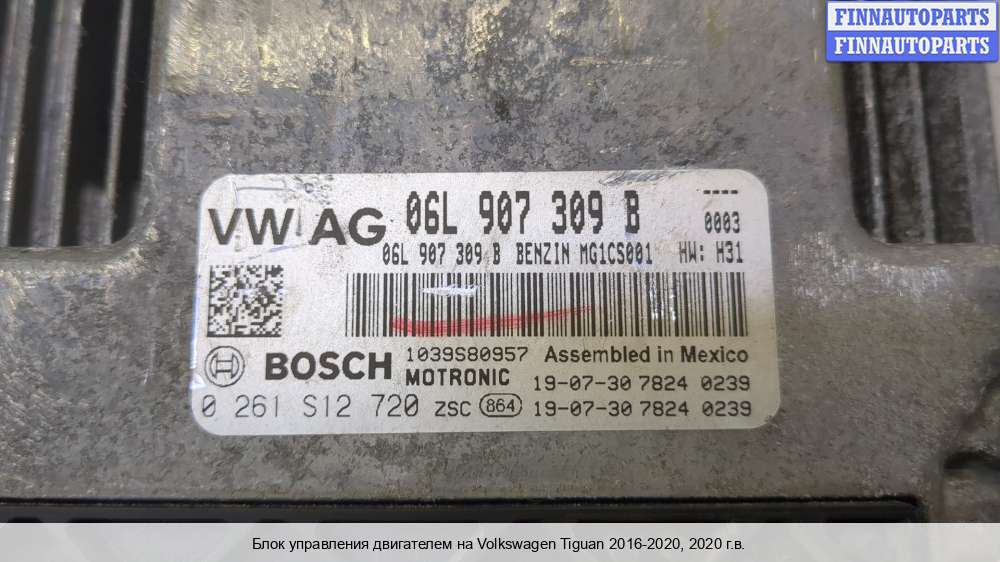 FINNAUTOPARTS
FINNAUTOPARTS
VW AG 06L 907 309 B ----
0003
06L 907 309 B BENZIN MG1CS001 HW: H31
BOSCH 1039S80957 Assembled in Mexico
MOTRONIC 19-07-30 7824 0239
0 261 S12 720 ZSC 864 19-07-30 7824 0239
Блок управления двигателем на Volkswagen Tiguan 2016-2020, 2020 г.в.